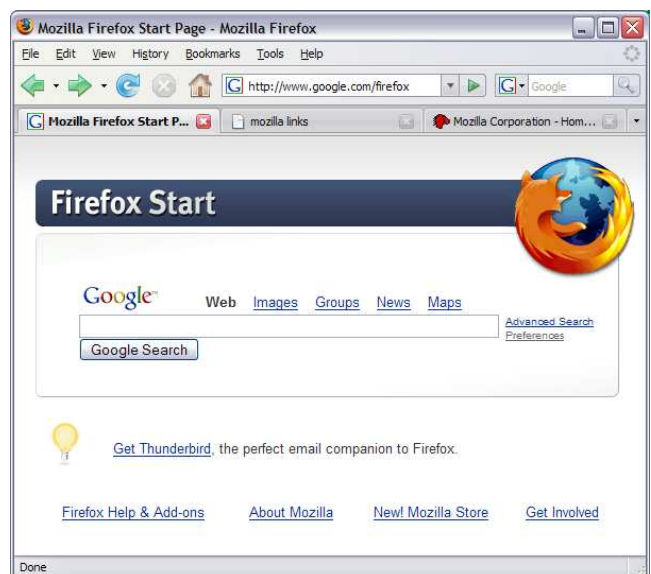 Mozilla Firefox Start Page - Mozilla Firefox
File Edit View History Bookmarks Tools Help
G http://www.google.com/firefox G Google
G Mozilla Firefox Start P... mozilla links Mozilla Corporation - Hom...
Firefox Start
Google™ Web Images Groups News Maps
Advanced Search
Preferences
Google Search
Get Thunderbird, the perfect email companion to Firefox.
Firefox Help & Add-ons About Mozilla New! Mozilla Store Get Involved
Done